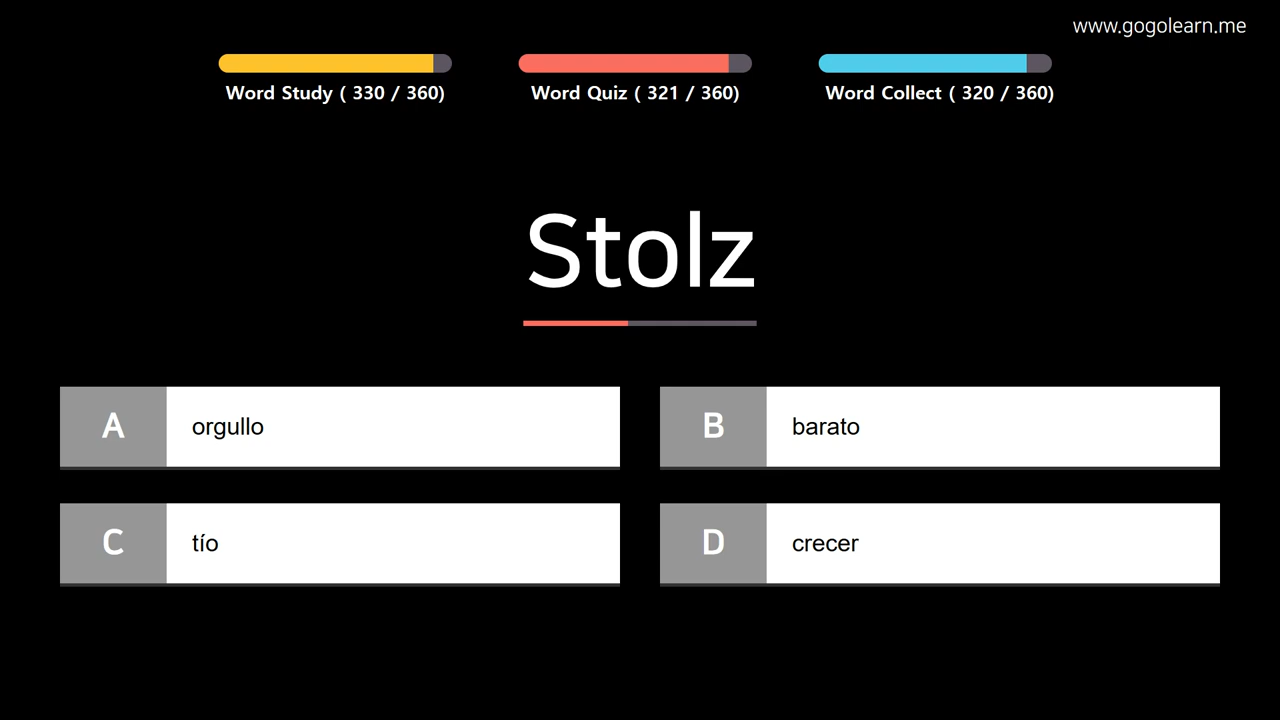 www.gogolearn.me
Word Study ( 330 / 360)
Word Quiz ( 321 / 360)
Word Collect ( 320 / 360)
Stolz
A
orgullo
B
barato
C
tío
D
crecer